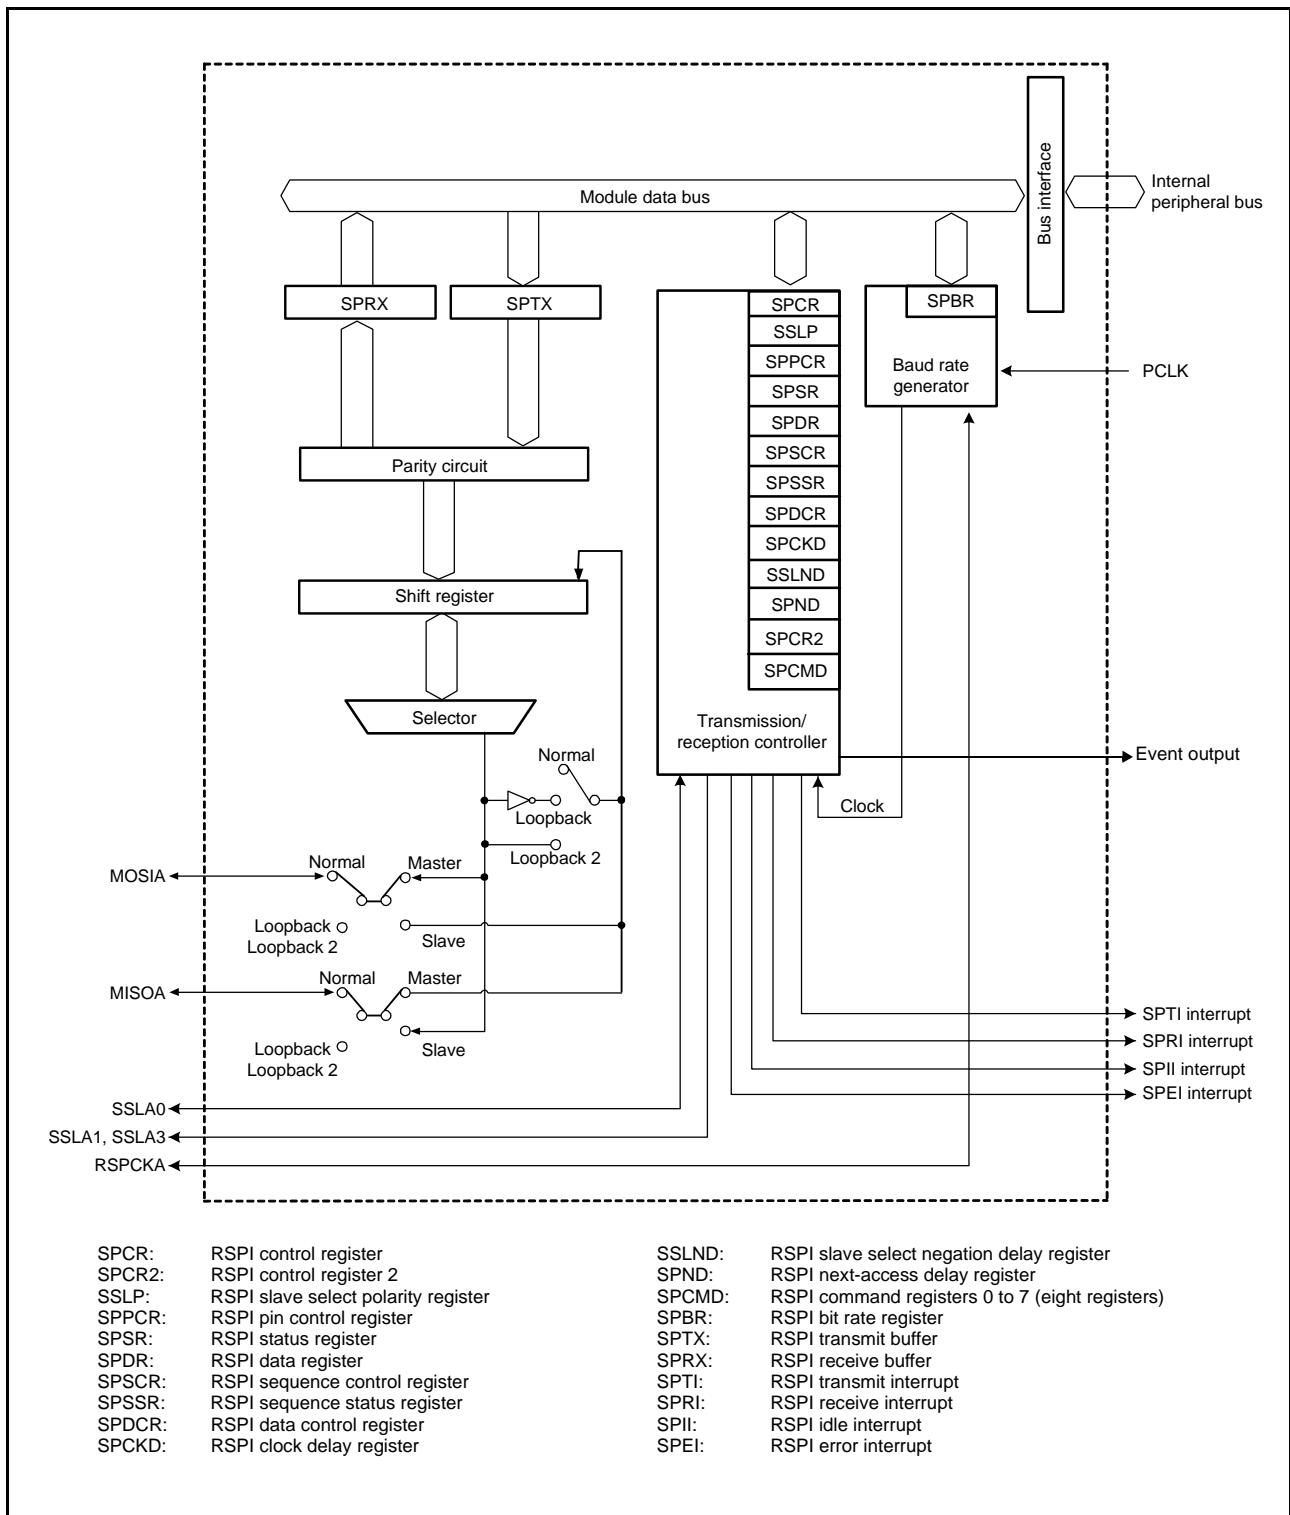 Bus interface
Module data bus
Internal
peripheral bus
SPRX
SPTX
SPCR
SSLP
SPPCR
SPSR
SPDR
SPSCR
SPSSR
SPDCR
SPCKD
SSLND
SPND
SPCR2
SPCMD
Transmission/
reception controller
SPBR
Baud rate
generator
PCLK
Parity circuit
Shift register
Selector
Normal
Loopback
Loopback 2
Clock
Event output
MOSIA
Normal
Master
Loopback
Loopback 2
Slave
MISOA
Normal
Master
Loopback
Loopback 2
Slave
SPTI interrupt
SPRI interrupt
SPII interrupt
SPEI interrupt
SSLA0
SSLA1, SSLA3
RSPCKA
SPCR: RSPI control register
SPCR2: RSPI control register 2
SSLP: RSPI slave select polarity register
SPPCR: RSPI pin control register
SPSR: RSPI status register
SPDR: RSPI data register
SPSCR: RSPI sequence control register
SPSSR: RSPI sequence status register
SPDCR: RSPI data control register
SPCKD: RSPI clock delay register
SSLND: RSPI slave select negation delay register
SPND: RSPI next-access delay register
SPCMD: RSPI command registers 0 to 7 (eight registers)
SPBR: RSPI bit rate register
SPTX: RSPI transmit buffer
SPRX: RSPI receive buffer
SPTI: RSPI transmit interrupt
SPRI: RSPI receive interrupt
SPII: RSPI idle interrupt
SPEI: RSPI error interrupt